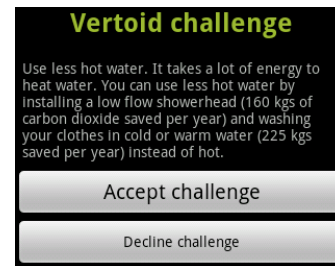 Vertoid challenge
Use less hot water. It takes a lot of energy to
heat water. You can use less hot water by
installing a low flow showerhead (160 kgs of
carbon dioxide saved per year) and washing
your clothes in cold or warm water (225 kgs
saved per year) instead of hot.
Accept challenge
Decline challenge